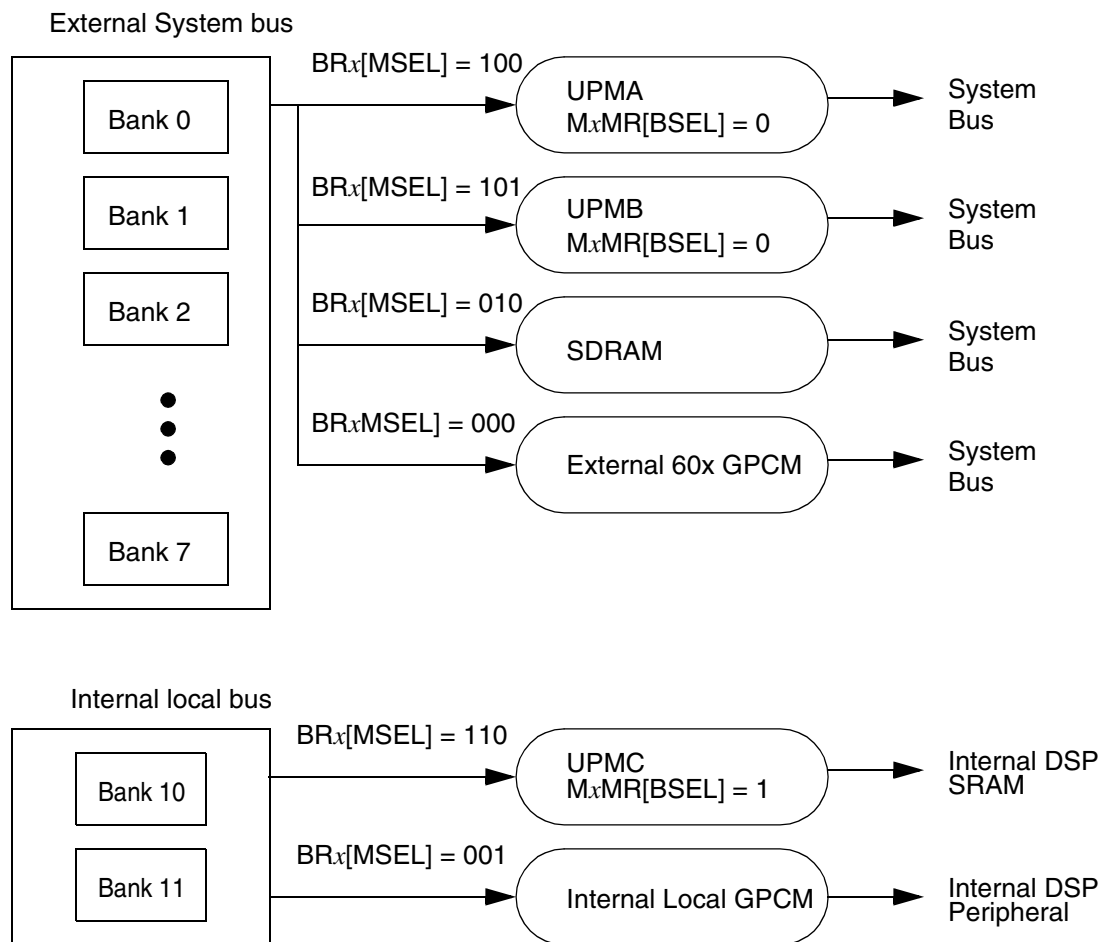 External System bus
Bank 0
Bank 1
Bank 2
Bank 7
BRx[MSEL] = 100
UPMA
MxMR[BSEL] = 0
System
Bus
BRx[MSEL] = 101
UPMB
MxMR[BSEL] = 0
System
Bus
BRx[MSEL] = 010
SDRAM
System
Bus
BRxMSEL] = 000
External 60x GPCM
System
Bus
Internal local bus
Bank 10
Bank 11
BRx[MSEL] = 110
UPMC
MxMR[BSEL] = 1
Internal DSP
SRAM
BRx[MSEL] = 001
Internal Local GPCM
Internal DSP
Peripheral